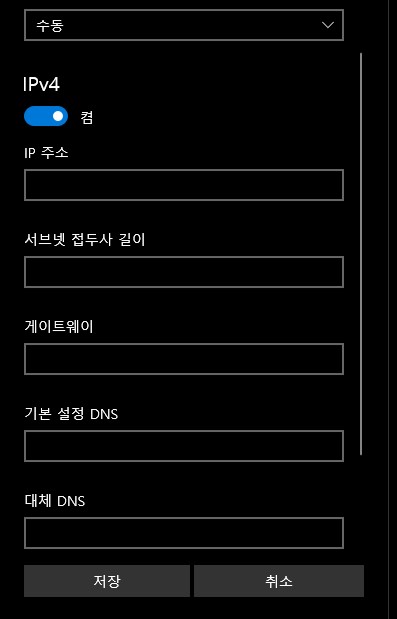 수동
IPv4
켬
IP 주소
서브넷 접두사 길이
게이트웨이
기본 설정 DNS
대체 DNS
저장
취소